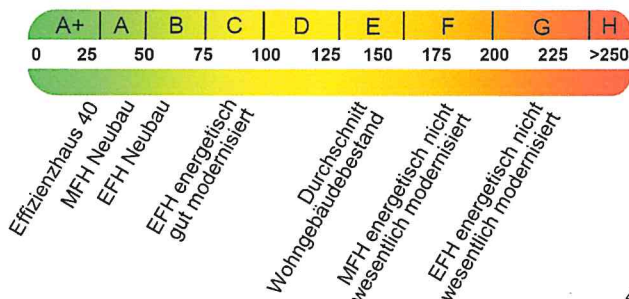 A+ A B C D E F G H
0 25 50 75 100 125 150 175 200 225 >250
Effizienzhaus 40
MFH Neubau
EFH Neubau
EFH energetisch
gut modernisiert
Durchschnitt
Wohngebäudebestand
MFH energetisch nicht
wesentlich modernisiert
EFH energetisch nicht
wesentlich modernisiert